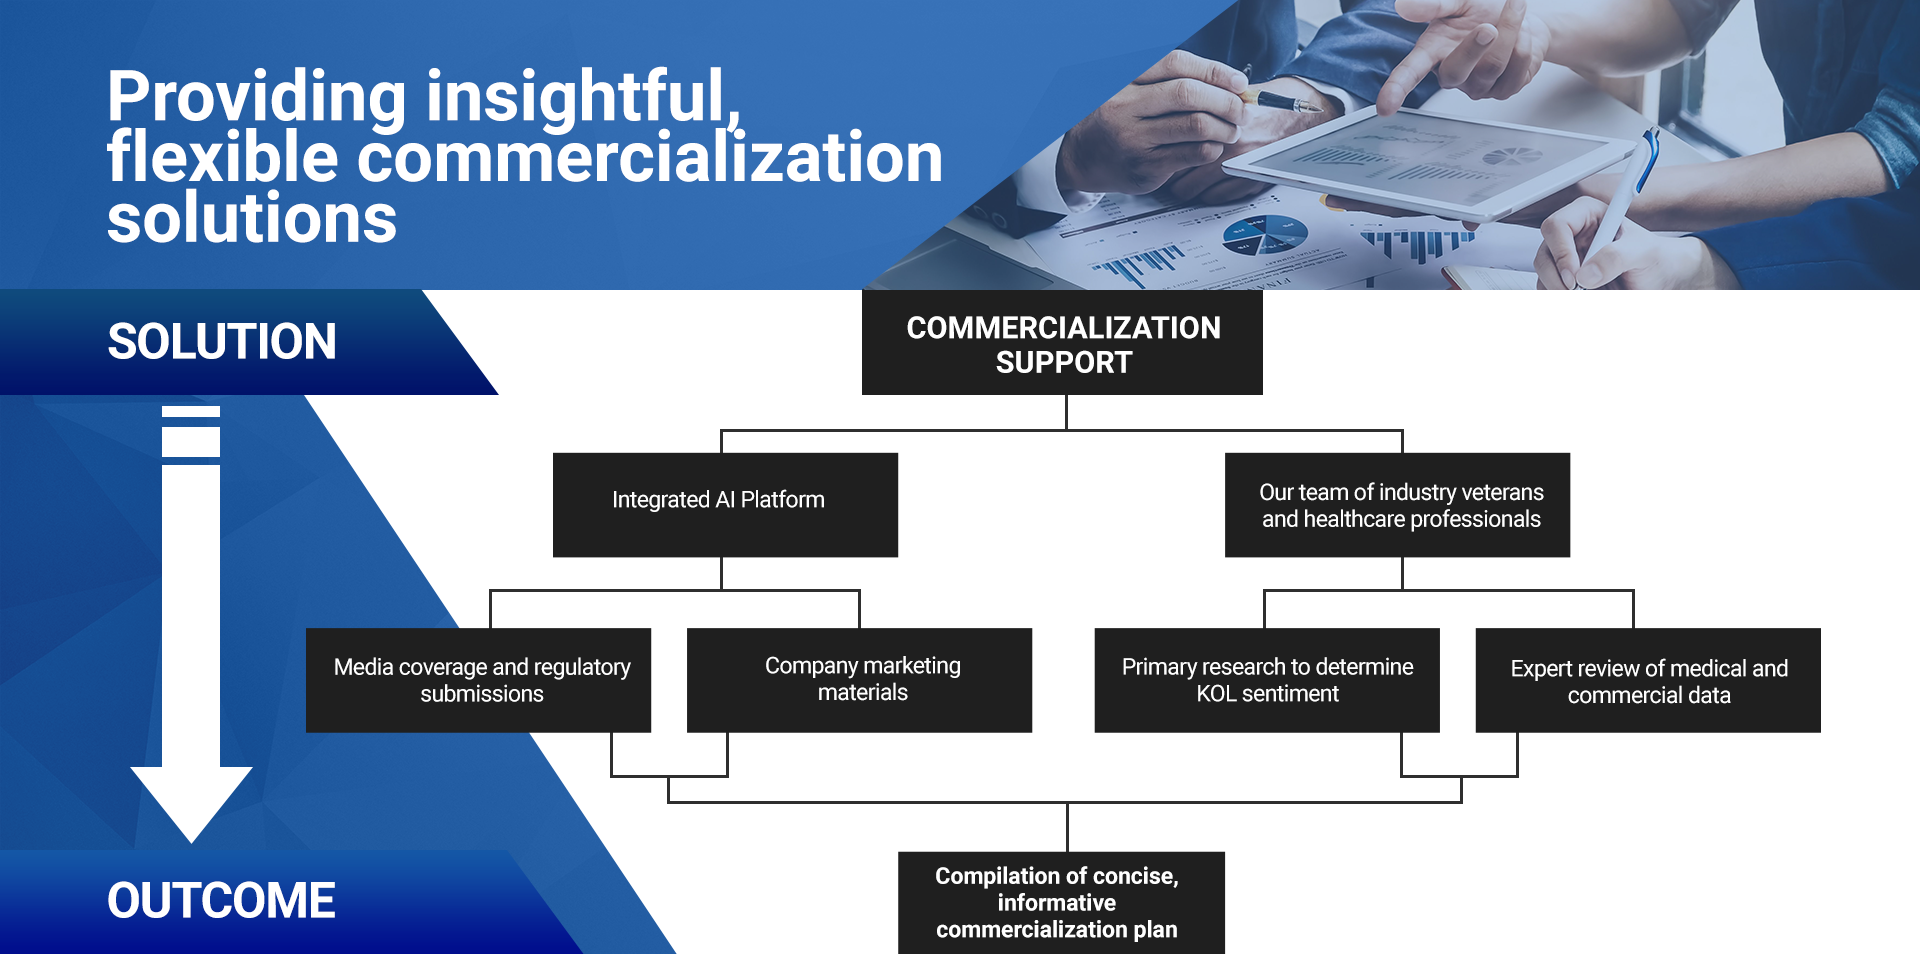 Providing insightful,
flexible commercialization
solutions
SOLUTION
COMMERCIALIZATION
SUPPORT
Integrated AI Platform
Our team of industry veterans
and healthcare professionals
Media coverage and regulatory
submissions
Company marketing
materials
Primary research to determine
KOL sentiment
Expert review of medical and
commercial data
OUTCOME
Compilation of concise,
informative
commercialization plan